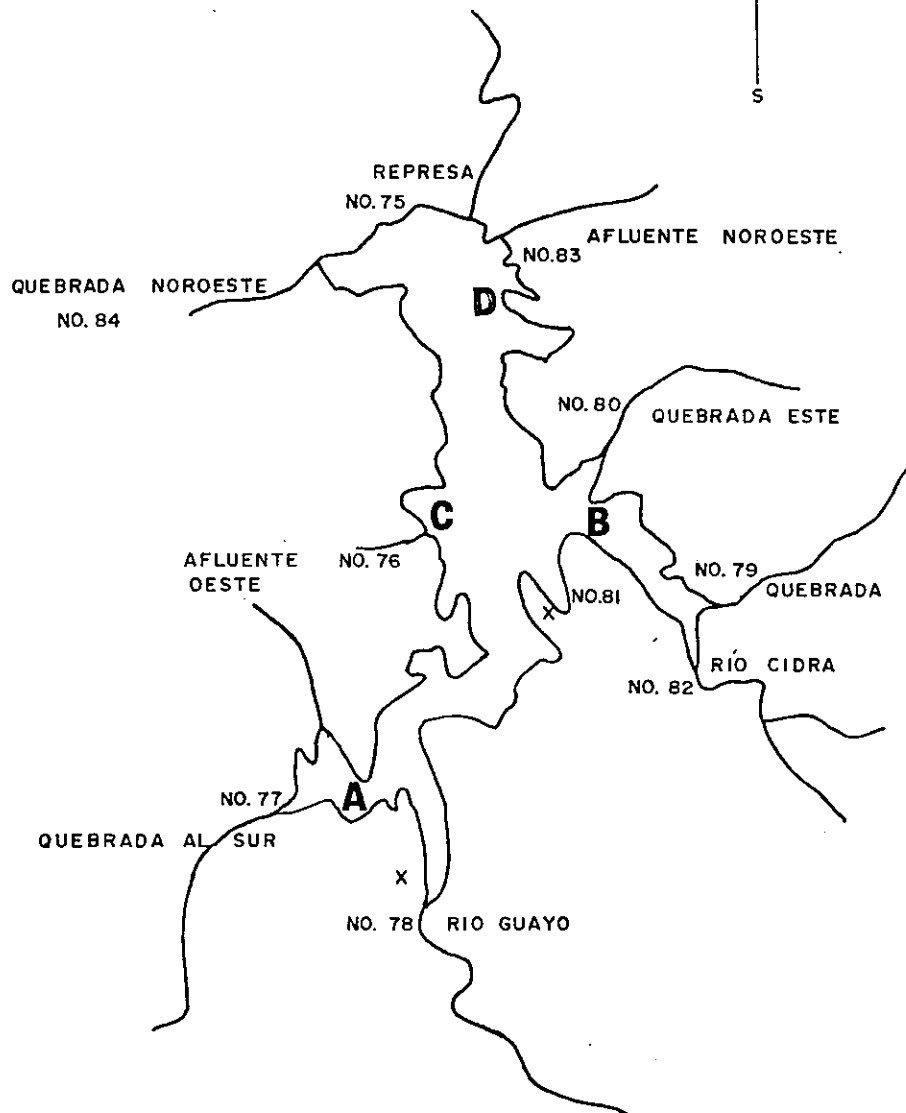 S
REPRESA
NO. 75
AFLUENTE NOROESTE
NO.83
QUEBRADA NOROESTE
NO. 84
D
NO. 80
QUEBRADA ESTE
C
B
NO. 76
AFLUENTE
OESTE
NO. 79
QUEBRADA
NO.81
X
RÍO CIDRA
NO. 82
NO. 77
A
QUEBRADA AL SUR
X
NO. 78 RIO GUAYO